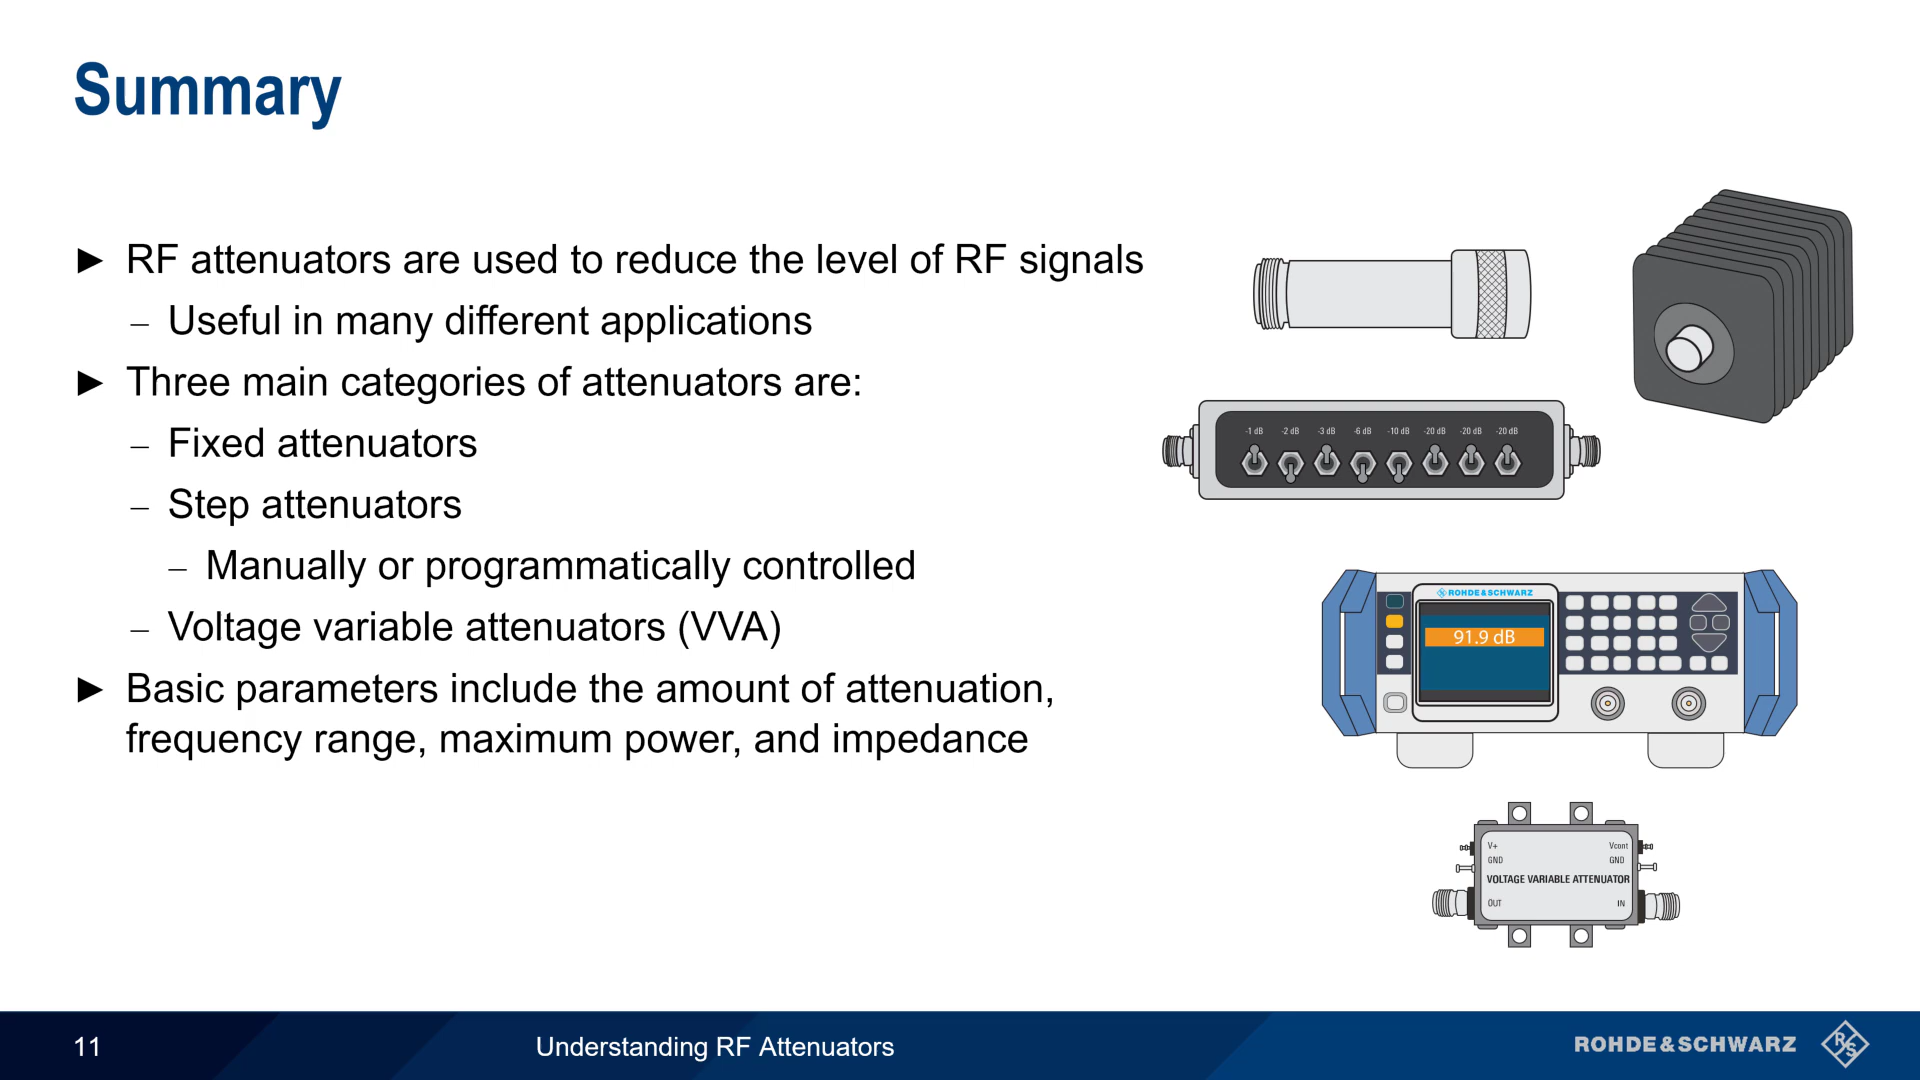 Summary
► RF attenuators are used to reduce the level of RF signals
– Useful in many different applications
► Three main categories of attenuators are:
– Fixed attenuators
– Step attenuators
– Manually or programmatically controlled
– Voltage variable attenuators (VVA)
► Basic parameters include the amount of attenuation,
frequency range, maximum power, and impedance
-1 dB -2 dB -3 dB -6 dB -10 dB -20 dB -20 dB -20 dB
ROHDE&SCHWARZ
91.9 dB
V+ Vcont
GND GND
VOLTAGE VARIABLE ATTENUATOR
OUT IN
11 Understanding RF Attenuators ROHDE&SCHWARZ R&S